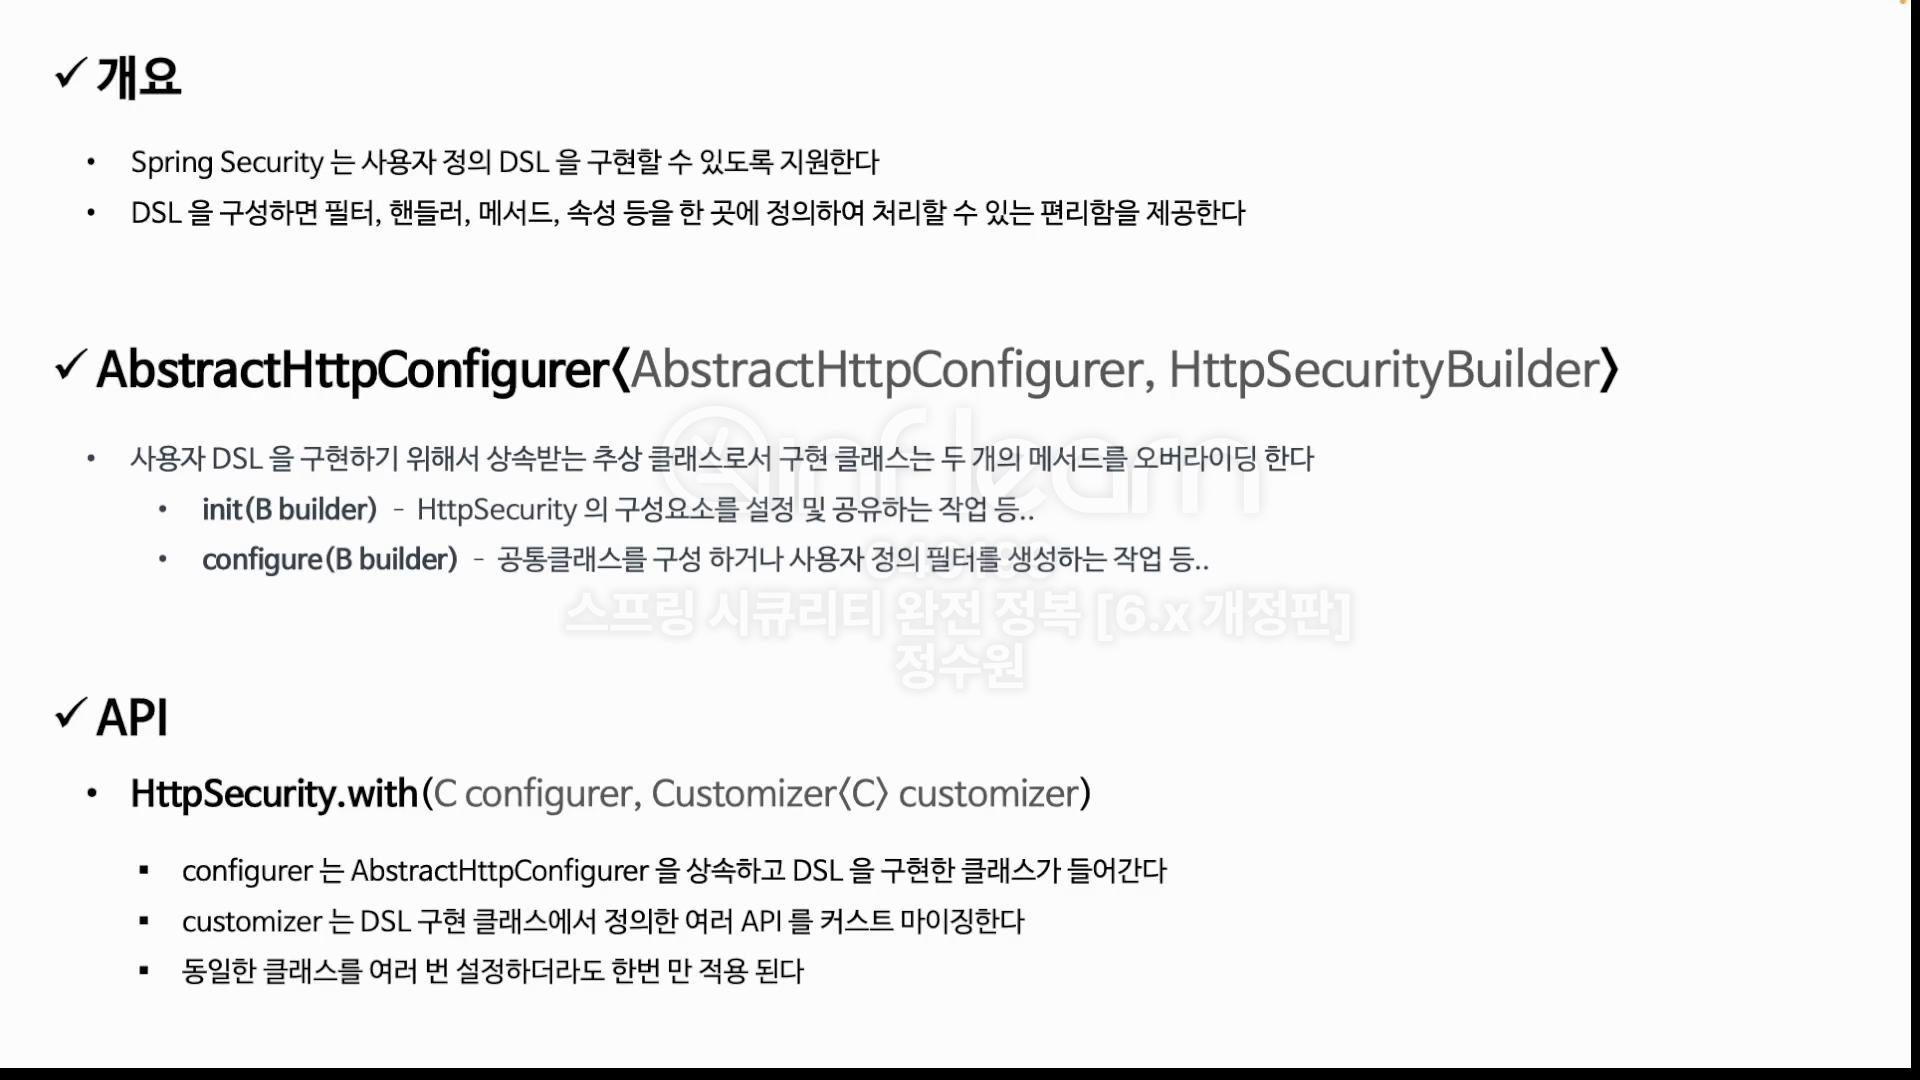 ✓ 개요
• Spring Security 는 사용자 정의 DSL 을 구현할 수 있도록 지원한다
• DSL 을 구성하면 필터, 핸들러, 메서드, 속성 등을 한 곳에 정의하여 처리할 수 있는 편리함을 제공한다
✓ AbstractHttpConfigurer⟨AbstractHttpConfigurer, HttpSecurityBuilder⟩
• 사용자 DSL 을 구현하기 위해서 상속받는 추상 클래스로서 구현 클래스는 두 개의 메서드를 오버라이딩 한다
• init(B builder) - HttpSecurity 의 구성요소를 설정 및 공유하는 작업 등..
• configure(B builder) - 공통클래스를 구성 하거나 사용자 정의 필터를 생성하는 작업 등..
inflearn
스프링 시큐리티 완전 정복 [6.x 개정판]
정수원
✓ API
• HttpSecurity.with(C configurer, Customizer⟨C⟩ customizer)
▪ configurer 는 AbstractHttpConfigurer 을 상속하고 DSL 을 구현한 클래스가 들어간다
▪ customizer 는 DSL 구현 클래스에서 정의한 여러 API 를 커스트 마이징한다
▪ 동일한 클래스를 여러 번 설정하더라도 한번 만 적용 된다